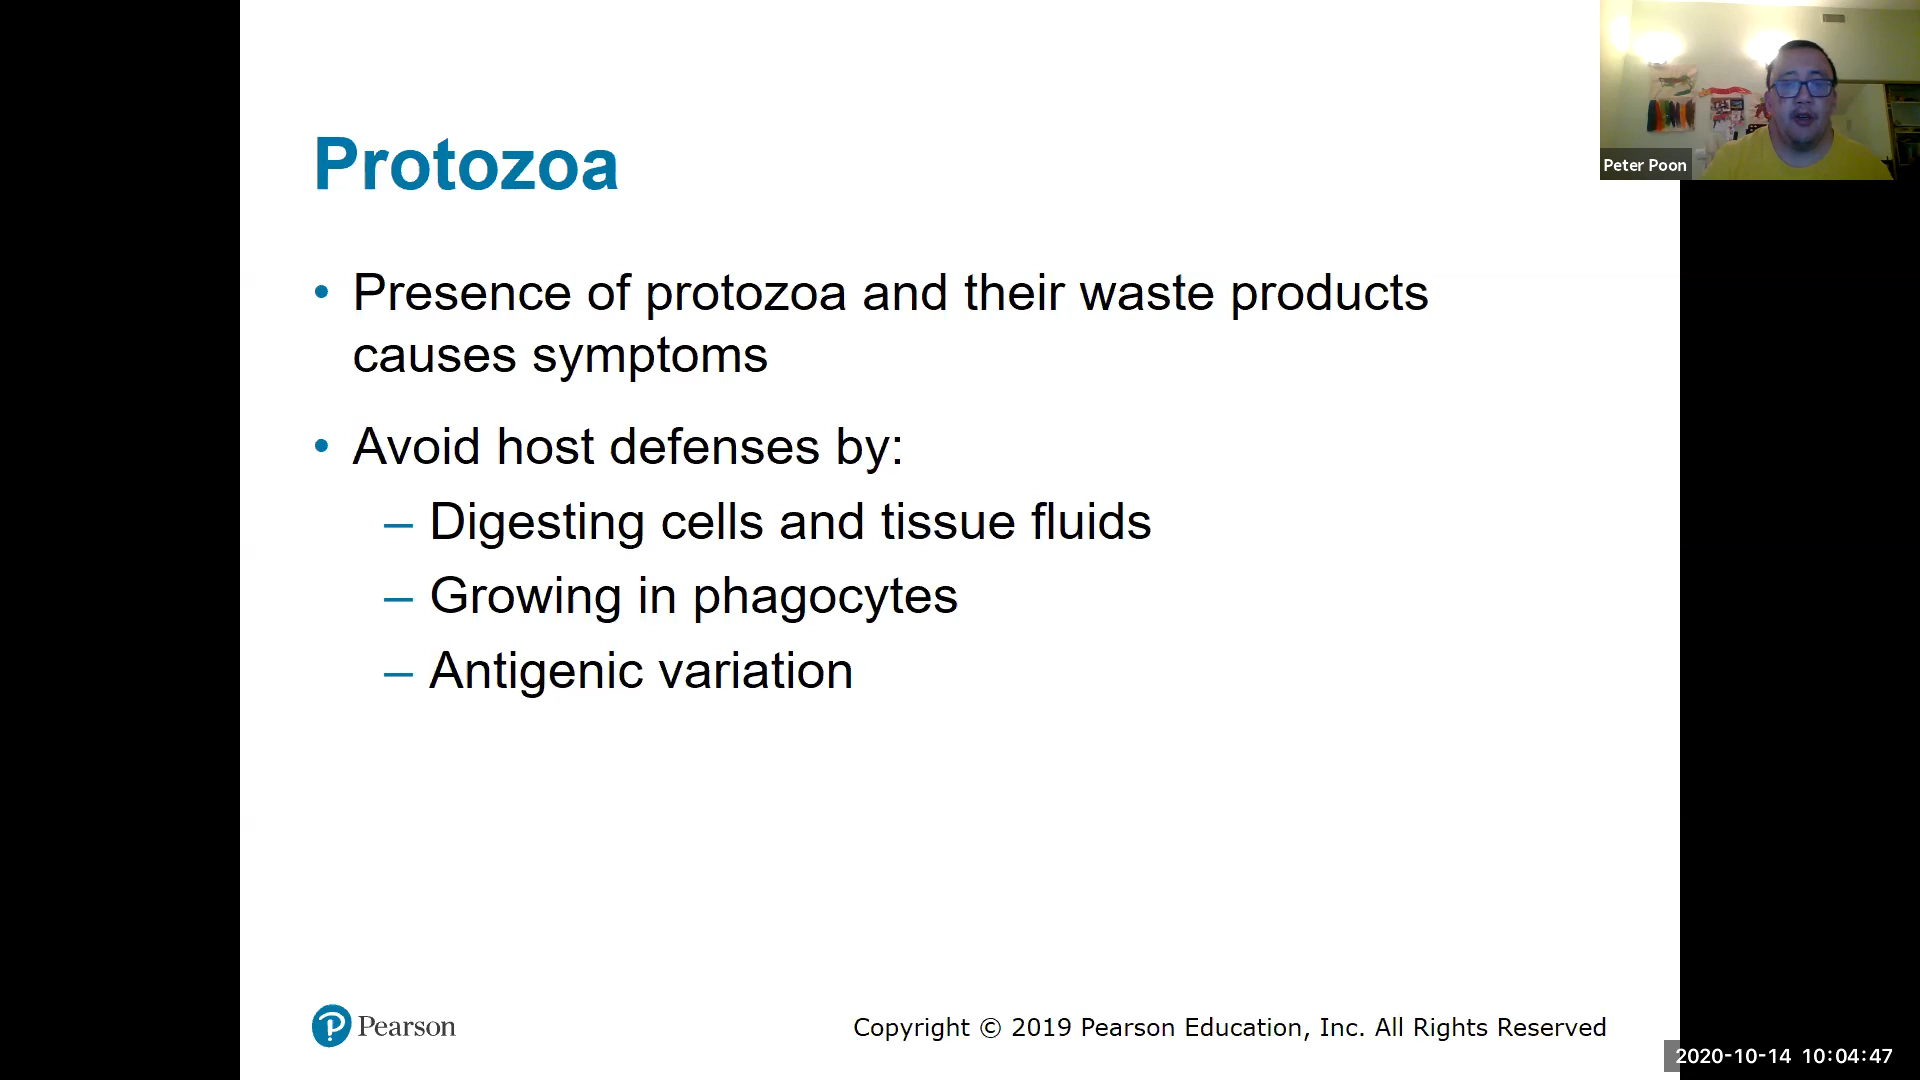 Protozoa
• Presence of protozoa and their waste products
causes symptoms
• Avoid host defenses by:
– Digesting cells and tissue fluids
– Growing in phagocytes
– Antigenic variation
Pearson
Copyright © 2019 Pearson Education, Inc. All Rights Reserved
Peter Poon
2020-10-14 10:04:47